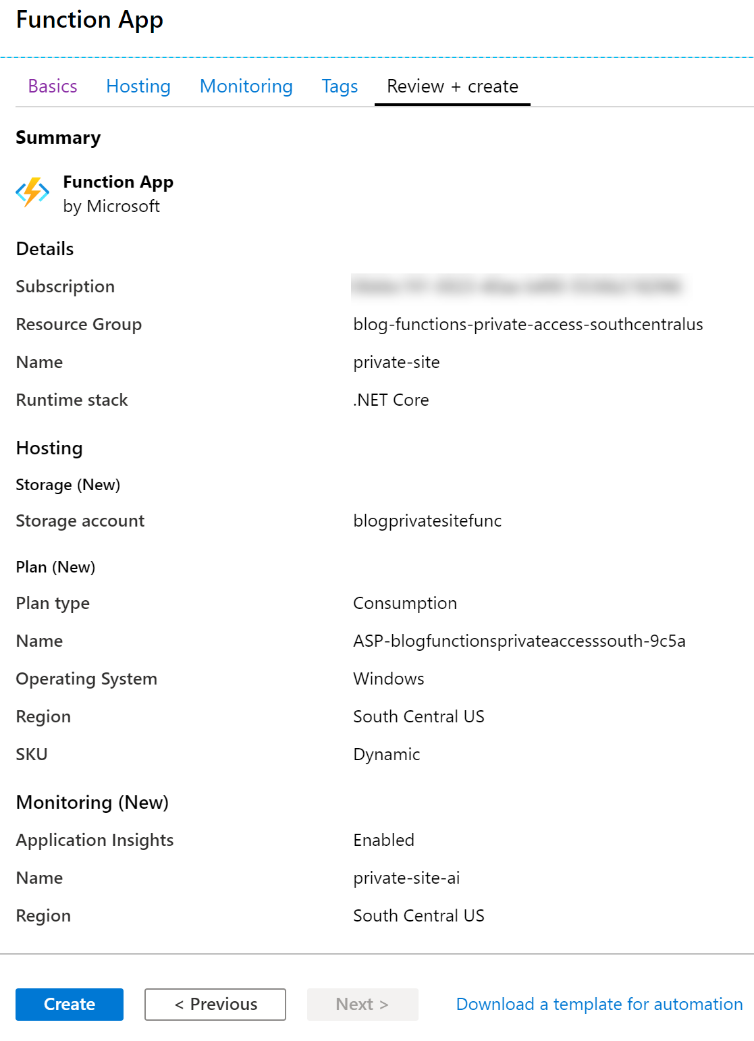 Function App
Basics Hosting Monitoring Tags Review + create
Summary
Function App
by Microsoft
Details
Subscription
Resource Group blog-functions-private-access-southcentralus
Name private-site
Runtime stack .NET Core
Hosting
Storage (New)
Storage account blogprivatesitefunc
Plan (New)
Plan type Consumption
Name ASP-blogfunctionsprivateaccesssouth-9c5a
Operating System Windows
Region South Central US
SKU Dynamic
Monitoring (New)
Application Insights Enabled
Name private-site-ai
Region South Central US
Create < Previous Next > Download a template for automation